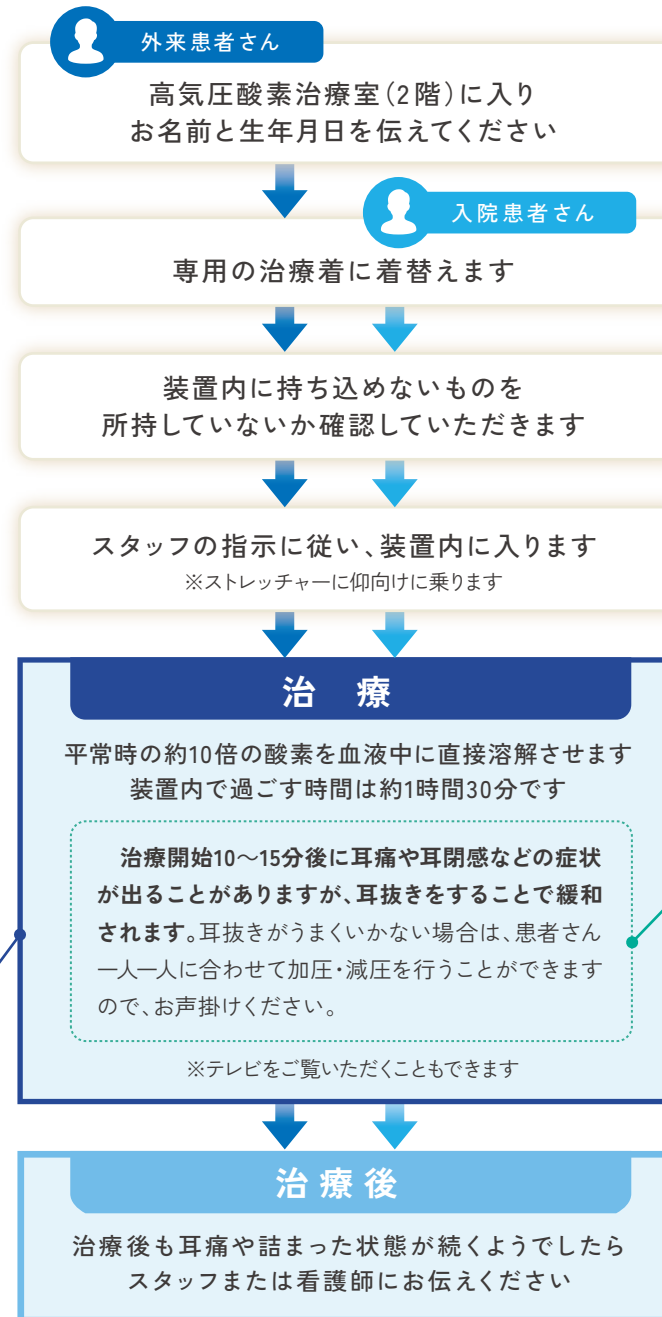 外来患者さん
高気圧酸素治療室(2階)に入り
お名前と生年月日を伝えてください
入院患者さん
専用の治療着に着替えます
装置内に持ち込めないものを
所持していないか確認していただきます
スタッフの指示に従い、装置内に入ります
※ストレッチャーに仰向けに乗ります
治 療
平常時の約10倍の酸素を血液中に直接溶解させます
装置内で過ごす時間は約1時間30分です
治療開始10〜15分後に耳痛や耳閉感などの症状
が出ることがありますが、耳抜きをすることで緩和
されます。耳抜きがうまくいかない場合は、患者さん
一人一人に合わせて加圧・減圧を行うことができます
ので、お声掛けください。
※テレビをご覧いただくこともできます
治療後
治療後も耳痛や詰まった状態が続くようでしたら
スタッフまたは看護師にお伝えください